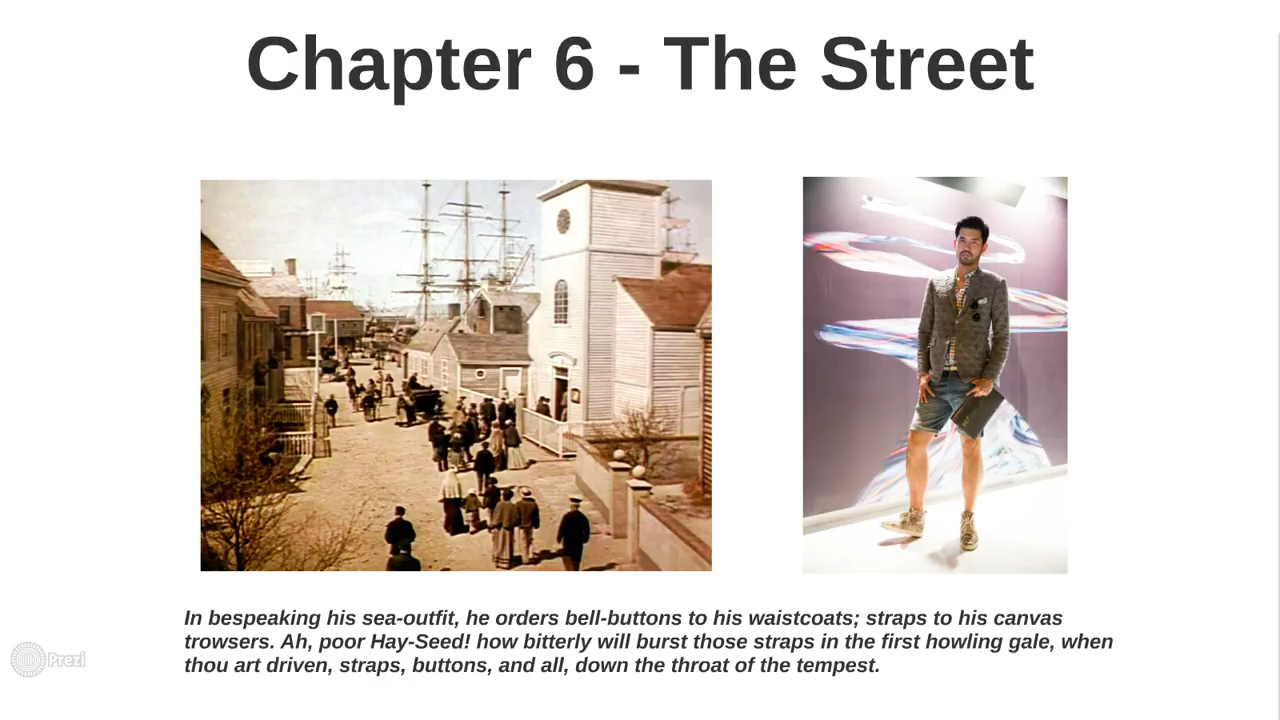 Chapter 6 - The Street
In bespeaking his sea-outfit, he orders bell-buttons to his waistcoats; straps to his canvas
trowsers. Ah, poor Hay-Seed! how bitterly will burst those straps in the first howling gale, when
thou art driven, straps, buttons, and all, down the throat of the tempest.
Prezi